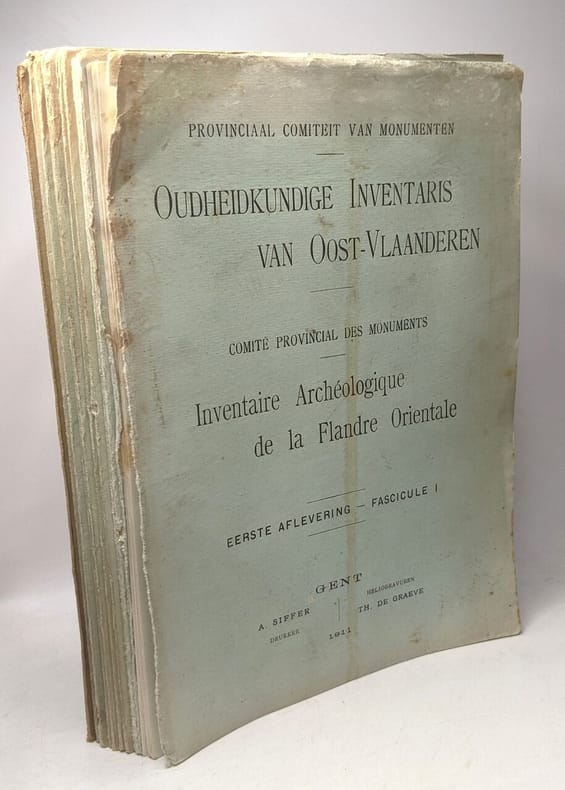 PROVINCIAAL COMITEIT VAN MONUMENTEN
OUDHEIDKUNDIGE INVENTARIS
VAN OOST-VLAANDEREN
COMITÉ PROVINCIAL DES MONUMENTS
Inventaire Archéologique
de la Flandre Orientale
EERSTE AFLEVERING — FASCICULE I
GENT
A. SIFFER
DRUKKER
HELIOGRAVUREN
TH. DE GRAEVE
1911